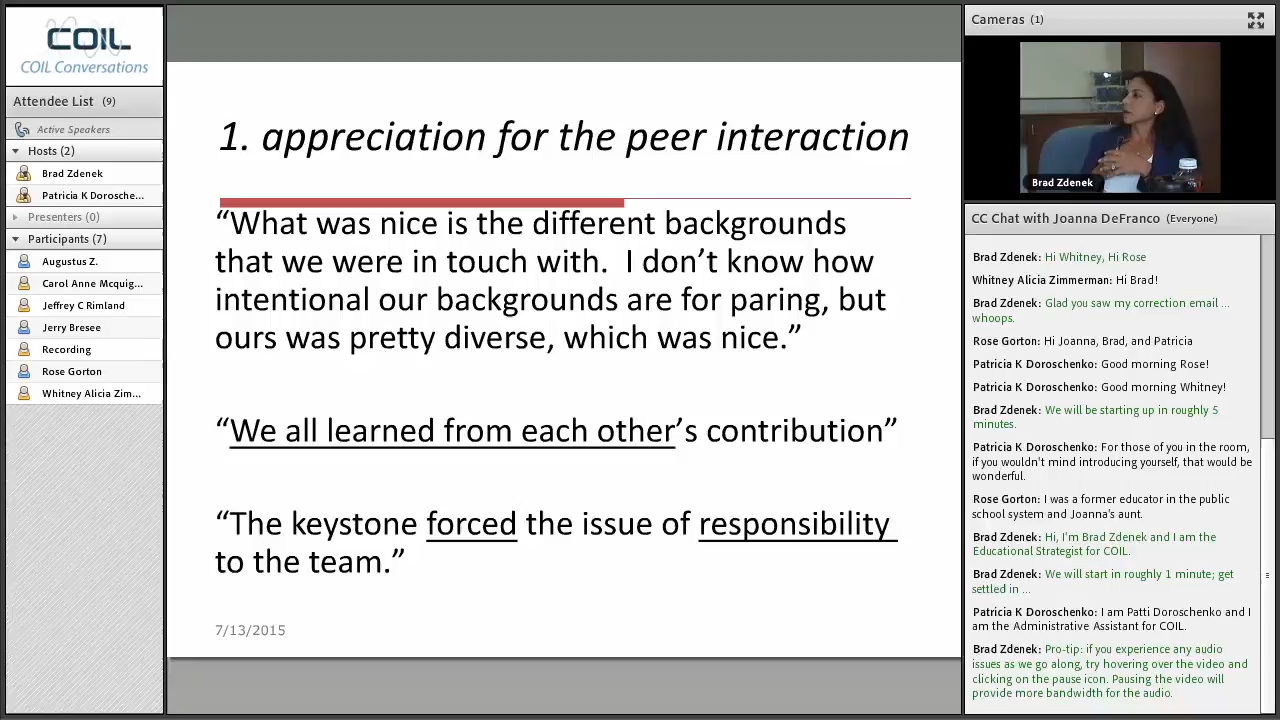 COIL
COIL Conversations
Attendee List (9)
Active Speakers
Hosts (2)
Brad Zdenek
Patricia K Dorosche...
Presenters (0)
Participants (7)
Augustus Z.
Carol Anne Mcquig...
Jeffrey C Rimland
Jerry Bresee
Recording
Rose Gorton
Whitney Alicia Zim...
1. appreciation for the peer interaction
“What was nice is the different backgrounds
that we were in touch with.  I don’t know how
intentional our backgrounds are for paring, but
ours was pretty diverse, which was nice.”
“We all learned from each other’s contribution”
“The keystone forced the issue of responsibility
to the team.”
7/13/2015
Cameras (1)
Brad Zdenek
CC Chat with Joanna DeFranco (Everyone)
Brad Zdenek: Hi Whitney, Hi Rose
Whitney Alicia Zimmerman: Hi Brad!
Brad Zdenek: Glad you saw my correction email ...
whoops.
Rose Gorton: Hi Joanna, Brad, and Patricia
Patricia K Doroschenko: Good morning Rose!
Patricia K Doroschenko: Good morning Whitney!
Brad Zdenek: We will be starting up in roughly 5
minutes.
Patricia K Doroschenko: For those of you in the room,
if you wouldn't mind introducing yourself, that would be
wonderful.
Rose Gorton: I was a former educator in the public
school system and Joanna's aunt.
Brad Zdenek: Hi, I'm Brad Zdenek and I am the
Educational Strategist for COIL.
Brad Zdenek: We will start in roughly 1 minute; get
settled in ...
Patricia K Doroschenko: I am Patti Doroschenko and I
am the Administrative Assistant for COIL.
Brad Zdenek: Pro-tip: if you experience any audio
issues as we go along, try hovering over the video and
clicking on the pause icon. Pausing the video will
provide more bandwidth for the audio.